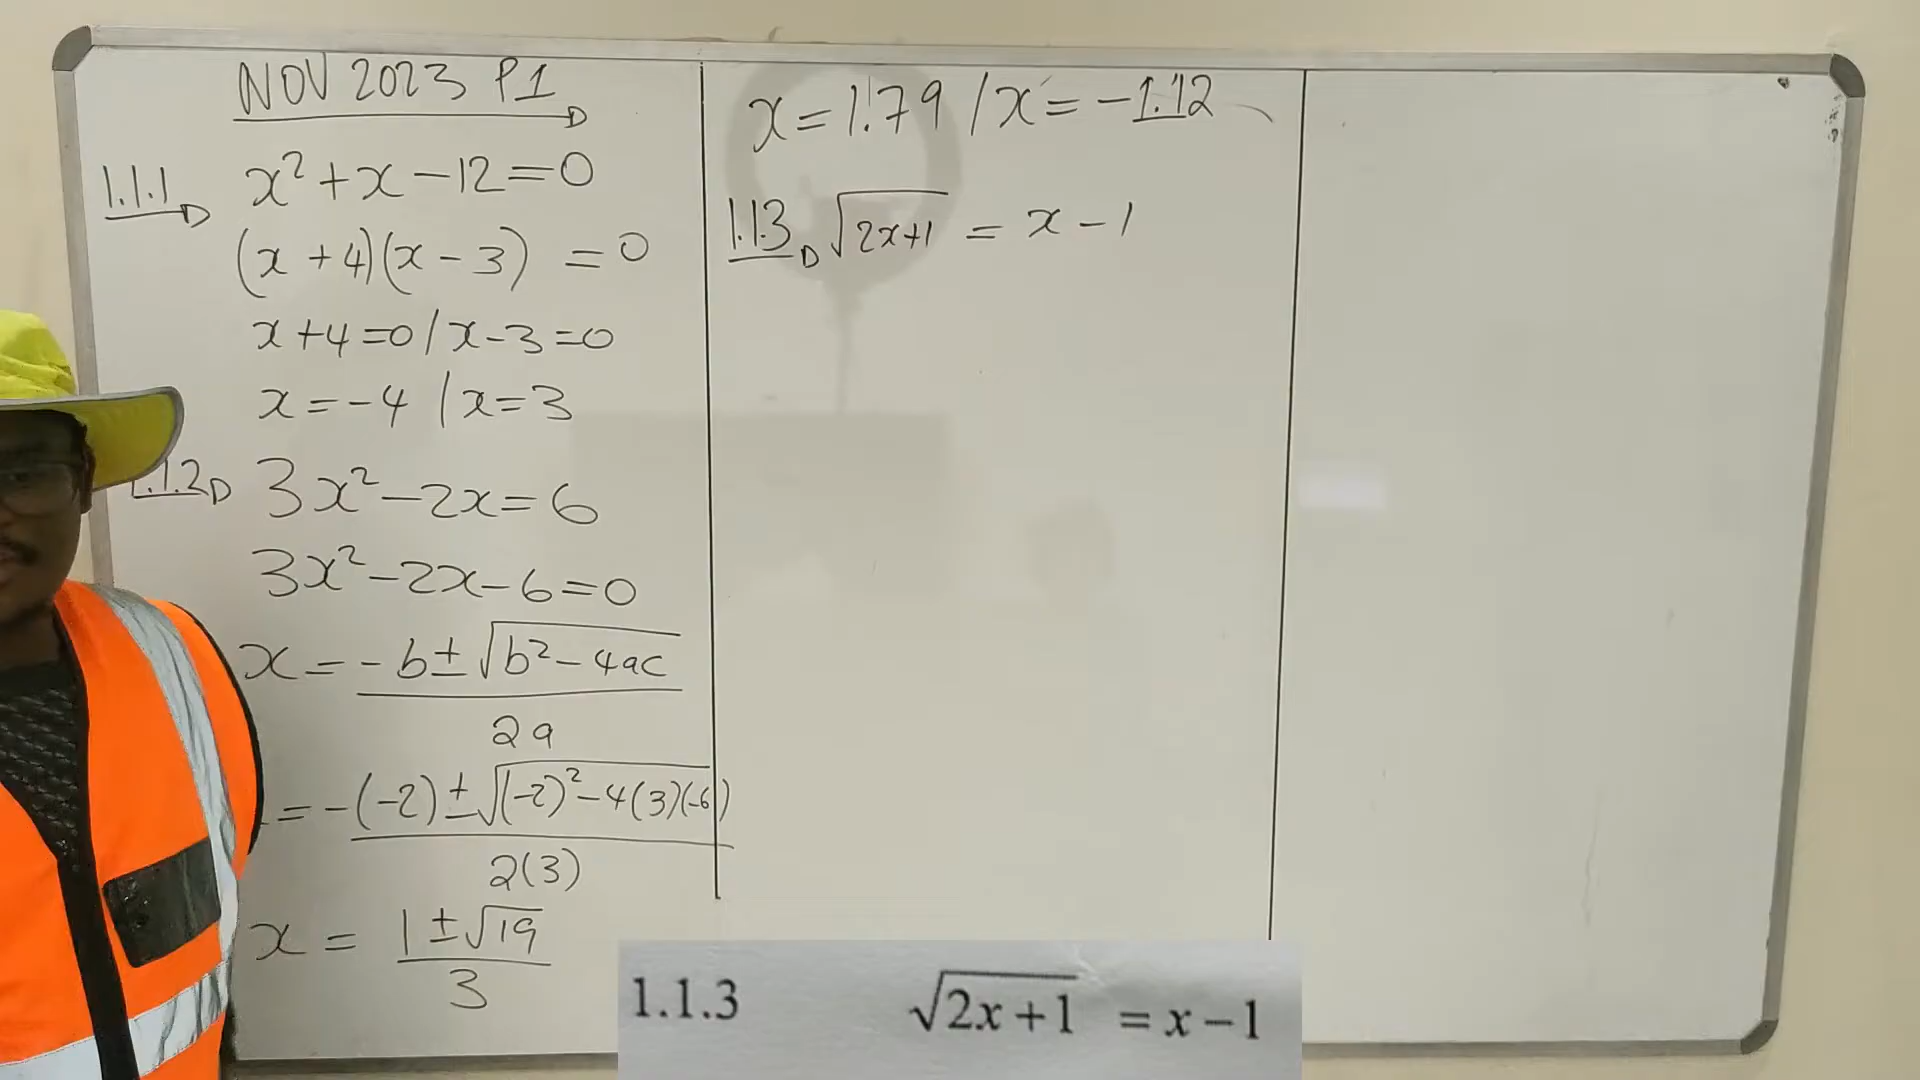 NOV 2023 P1
1.1.1 x² + x - 12 = 0
(x + 4)(x - 3) = 0
x + 4 = 0 / x - 3 = 0
x = -4 / x = 3
1.1.2 3x² - 2x = 6
3x² - 2x - 6 = 0
x = (-b ± √(b² - 4ac)) / 2a
= (-(-2) ± √((-2)² - 4(3)(-6))) / 2(3)
x = (1 ± √19) / 3
x = 1.79 / x = -1.12
1.1.3 √(2x+1) = x - 1
1.1.3 √(2x+1) = x - 1